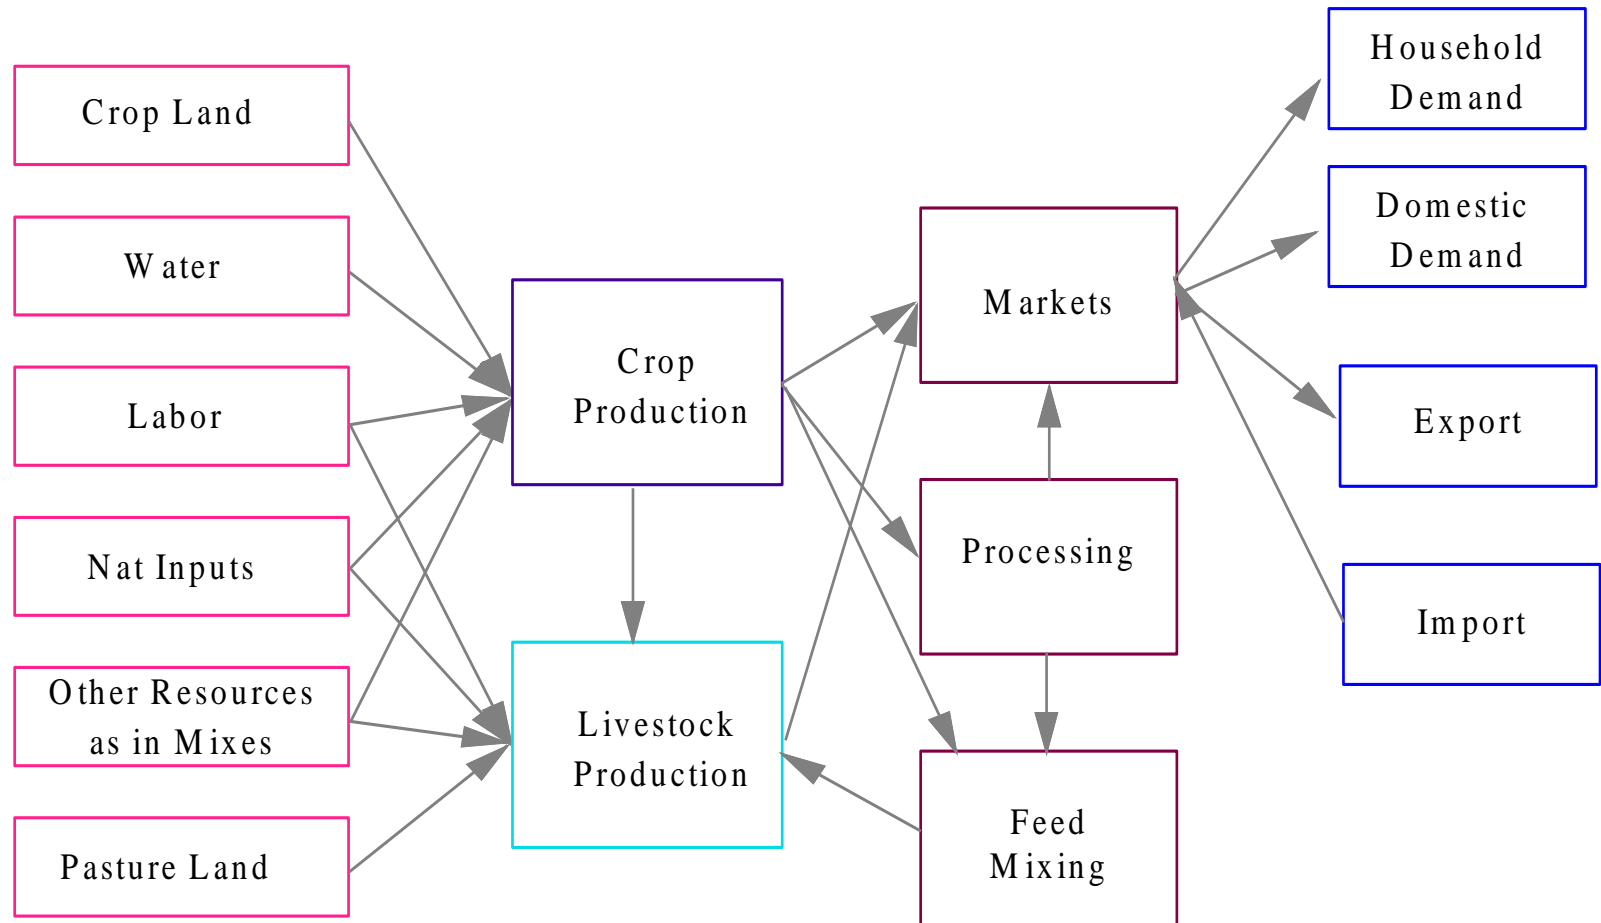 Crop Land
Water
Labor
Nat Inputs
Other Resources
as in Mixes
Pasture Land
Crop
Production
Livestock
Production
Markets
Processing
Feed
Mixing
Household
Demand
Domestic
Demand
Export
Import